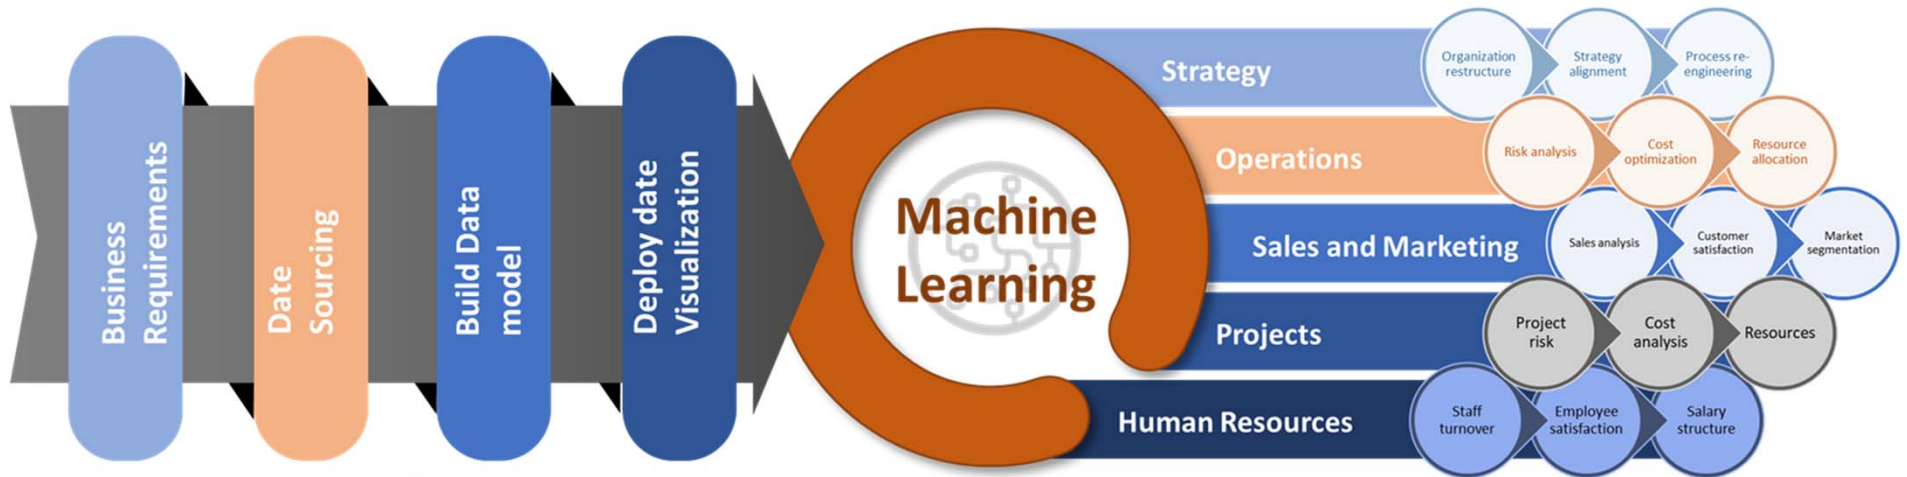 Business
Requirements
Date
Sourcing
Build Data
model
Deploy date
Visualization
Machine
Learning
Strategy
Organization
restructure
Strategy
alignment
Process re-
engineering
Operations
Risk analysis
Cost
optimization
Resource
allocation
Sales and Marketing
Sales analysis
Customer
satisfaction
Market
segmentation
Projects
Project
risk
Cost
analysis
Resources
Human Resources
Staff
turnover
Employee
satisfaction
Salary
structure